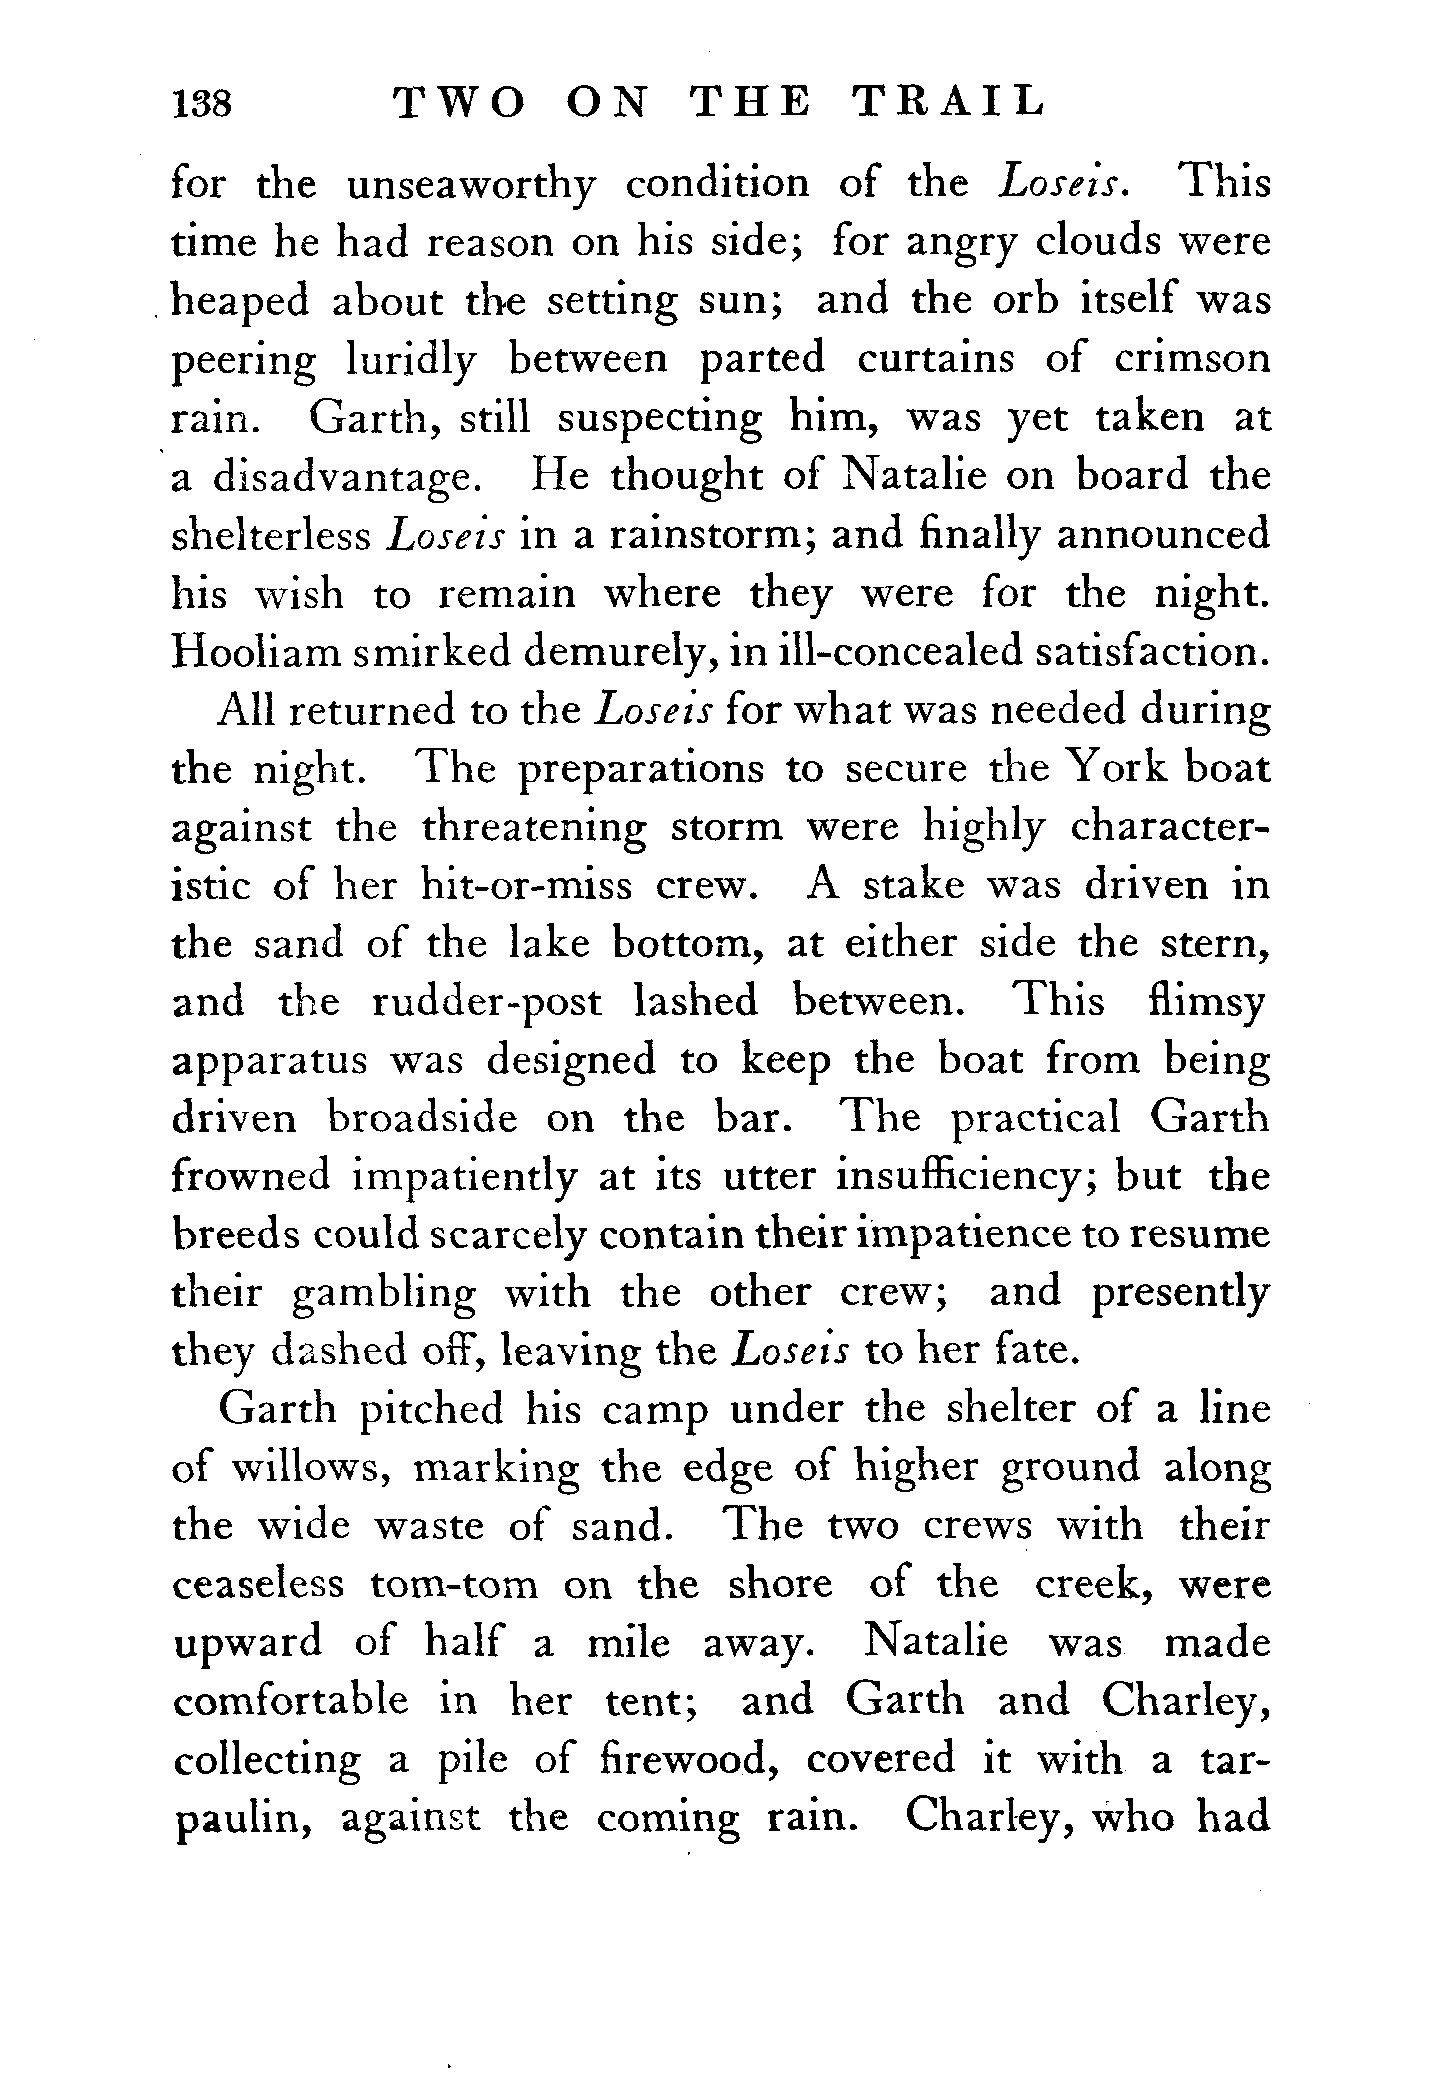 138 TWO ON THE TRAIL
for the unseaworthy condition of the Loseis. This
time he had reason on his side; for angry clouds were
heaped about the setting sun; and the orb itself was
peering luridly between parted curtains of crimson
rain. Garth, still suspecting him, was yet taken at
a disadvantage. He thought of Natalie on board the
shelterless Loseis in a rainstorm; and finally announced
his wish to remain where they were for the night.
Hooliam smirked demurely, in ill-concealed satisfaction.
All returned to the Loseis for what was needed during
the night. The preparations to secure the York boat
against the threatening storm were highly character-
istic of her hit-or-miss crew. A stake was driven in
the sand of the lake bottom, at either side the stern,
and the rudder-post lashed between. This flimsy
apparatus was designed to keep the boat from being
driven broadside on the bar. The practical Garth
frowned impatiently at its utter insufficiency; but the
breeds could scarcely contain their impatience to resume
their gambling with the other crew; and presently
they dashed off, leaving the Loseis to her fate.
Garth pitched his camp under the shelter of a line
of willows, marking the edge of higher ground along
the wide waste of sand. The two crews with their
ceaseless tom-tom on the shore of the creek, were
upward of half a mile away. Natalie was made
comfortable in her tent; and Garth and Charley,
collecting a pile of firewood, covered it with a tar-
paulin, against the coming rain. Charley, who had